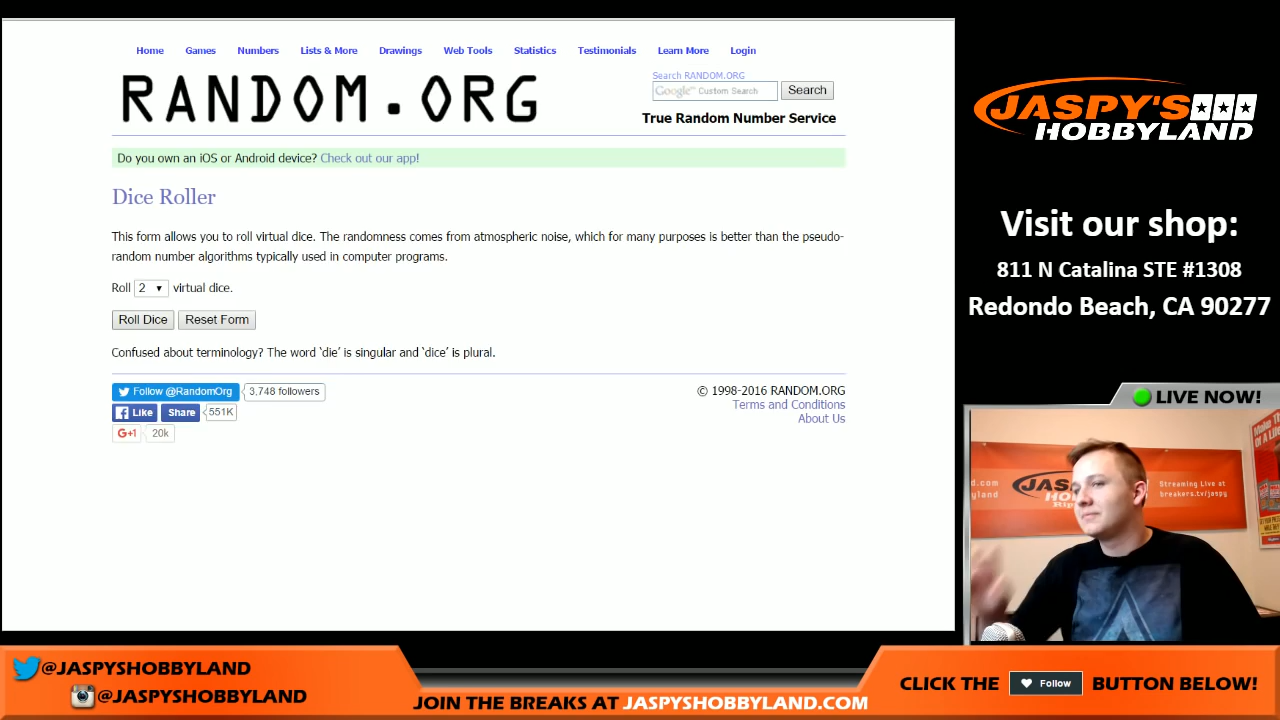 Home Games Numbers Lists & More Drawings Web Tools Statistics Testimonials Learn More Login
RANDOM.ORG
Search RANDOM.ORG
Google™ Custom Search Search
True Random Number Service
Do you own an iOS or Android device? Check out our app!
Dice Roller
This form allows you to roll virtual dice. The randomness comes from atmospheric noise, which for many purposes is better than the pseudo-
random number algorithms typically used in computer programs.
Roll 2 virtual dice.
Roll Dice Reset Form
Confused about terminology? The word ‘die’ is singular and ‘dice’ is plural.
Follow @RandomOrg 3,748 followers
Like Share 551K
G+1 20k
© 1998-2016 RANDOM.ORG
Terms and Conditions
About Us
JASPY'S
HOBBYLAND
Visit our shop:
811 N Catalina STE #1308
Redondo Beach, CA 90277
LIVE NOW!
Streaming Live at
breakers.tv/jaspy
@JASPYSHOBBYLAND
@JASPYSHOBBYLAND
JOIN THE BREAKS AT JASPYSHOBBYLAND.COM
CLICK THE Follow BUTTON BELOW!